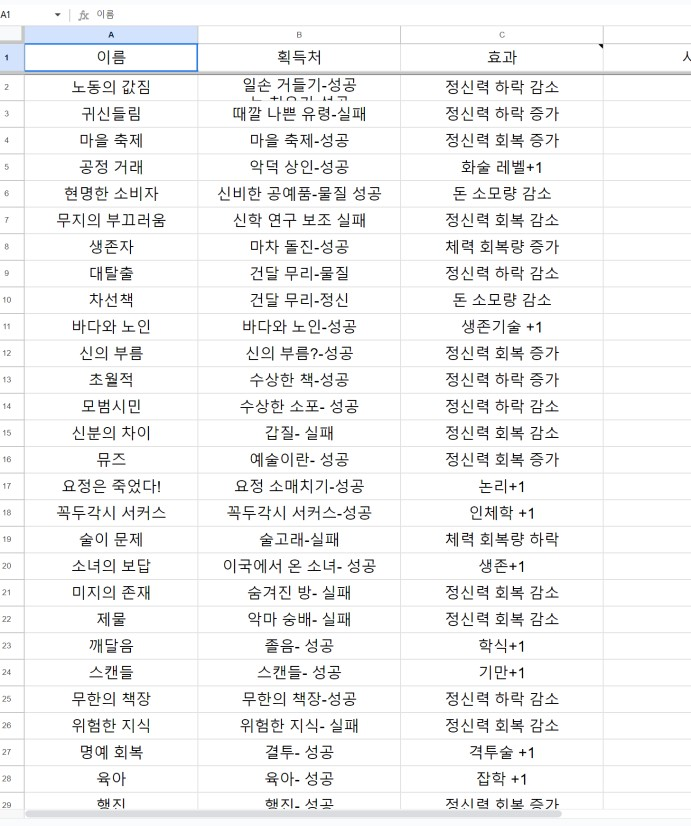 A1 fx 이름
A B C
1 이름 획득처 효과
2 노동의 값짐 일손 거들기-성공 정신력 하락 감소
3 귀신들림 때깔 나쁜 유령-실패 정신력 하락 증가
4 마을 축제 마을 축제-성공 정신력 회복 증가
5 공정 거래 악덕 상인-성공 화술 레벨+1
6 현명한 소비자 신비한 공예품-물질 성공 돈 소모량 감소
7 무지의 부끄러움 신학 연구 보조 실패 정신력 회복 감소
8 생존자 마차 돌진-성공 체력 회복량 증가
9 대탈출 건달 무리-물질 정신력 하락 감소
10 차선책 건달 무리-정신 돈 소모량 감소
11 바다와 노인 바다와 노인-성공 생존기술 +1
12 신의 부름 신의 부름?-성공 정신력 회복 증가
13 초월적 수상한 책-성공 정신력 하락 증가
14 모범시민 수상한 소포- 성공 정신력 하락 감소
15 신분의 차이 갑질- 실패 정신력 회복 감소
16 뮤즈 예술이란- 성공 정신력 회복 증가
17 요정은 죽었다! 요정 소매치기-성공 논리+1
18 꼭두각시 서커스 꼭두각시 서커스-성공 인체학 +1
19 술이 문제 술고래-실패 체력 회복량 하락
20 소녀의 보답 이국에서 온 소녀- 성공 생존+1
21 미지의 존재 숨겨진 방- 실패 정신력 회복 감소
22 제물 악마 숭배- 실패 정신력 회복 감소
23 깨달음 졸음- 성공 학식+1
24 스캔들 스캔들- 성공 기만+1
25 무한의 책장 무한의 책장-성공 정신력 하락 감소
26 위험한 지식 위험한 지식- 실패 정신력 회복 감소
27 명예 회복 결투- 성공 격투술 +1
28 육아 육아- 성공 잡학 +1
29 행진 행진- 성공 정신력 회복 증가